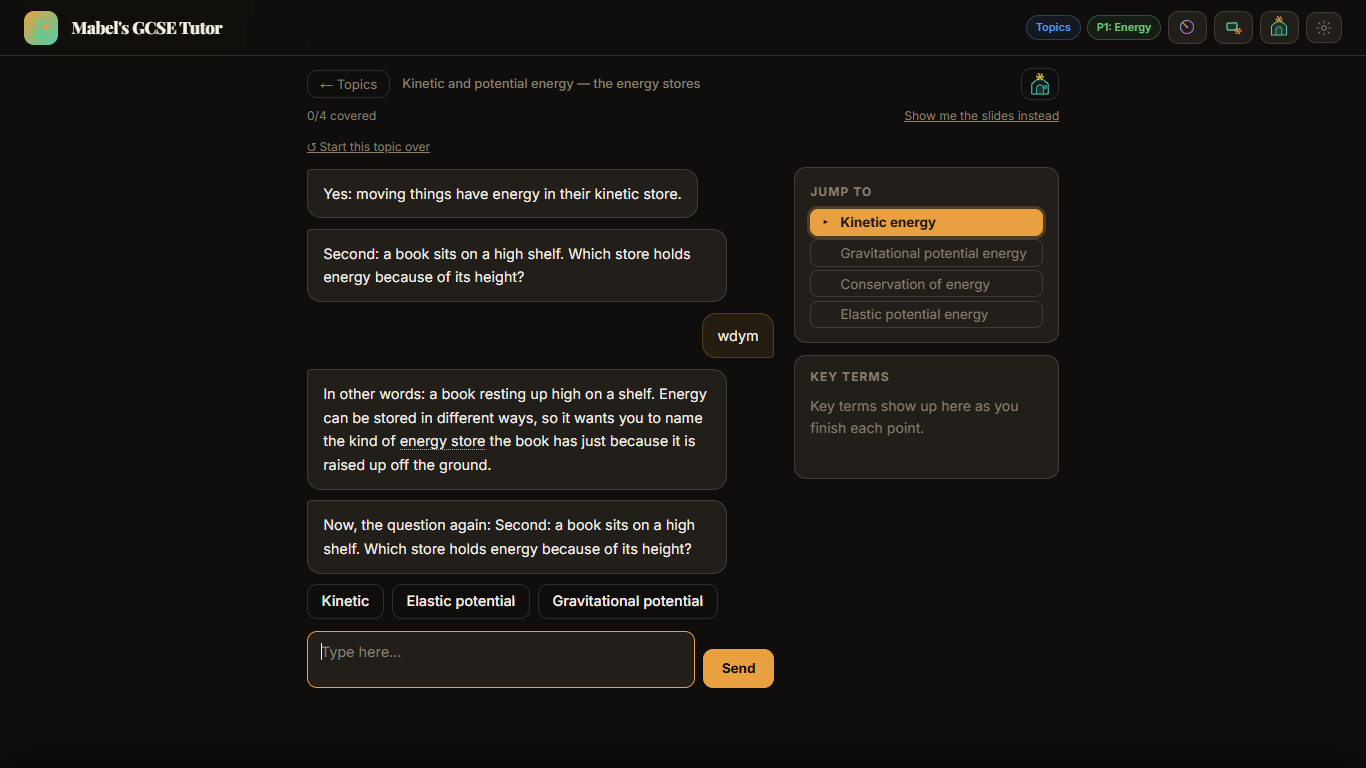 Mabel's GCSE Tutor
Topics
P1: Energy
← Topics
Kinetic and potential energy — the energy stores
0/4 covered
Show me the slides instead
↺ Start this topic over
Yes: moving things have energy in their kinetic store.
Second: a book sits on a high shelf. Which store holds
energy because of its height?
wdym
In other words: a book resting up high on a shelf. Energy
can be stored in different ways, so it wants you to name
the kind of energy store the book has just because it is
raised up off the ground.
Now, the question again: Second: a book sits on a high
shelf. Which store holds energy because of its height?
Kinetic
Elastic potential
Gravitational potential
Type here...
Send
JUMP TO
▸ Kinetic energy
Gravitational potential energy
Conservation of energy
Elastic potential energy
KEY TERMS
Key terms show up here as you
finish each point.